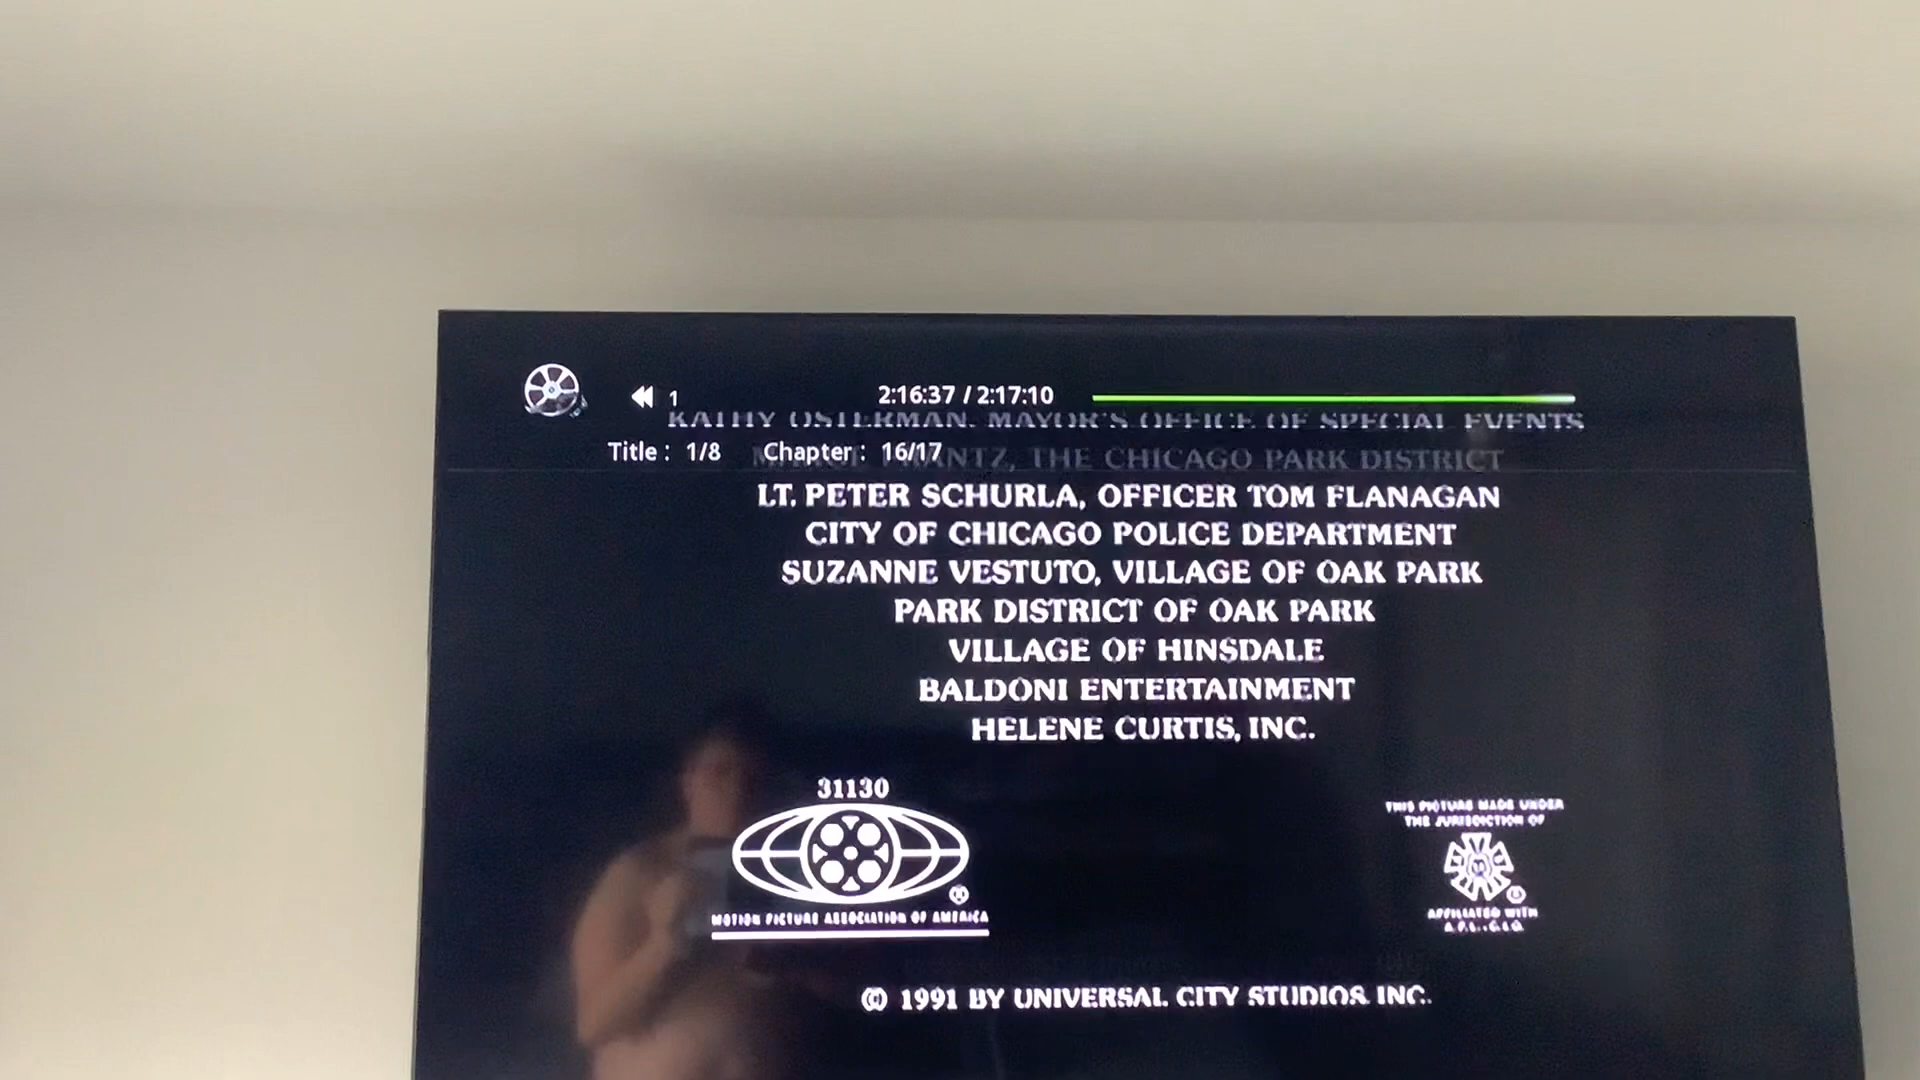 1 2:16:37 / 2:17:10
KATHY OSTERMAN, MAYOR'S OFFICE OF SPECIAL EVENTS
Title : 1/8 Chapter : 16/17
FRANTZ, THE CHICAGO PARK DISTRICT
LT. PETER SCHURLA, OFFICER TOM FLANAGAN
CITY OF CHICAGO POLICE DEPARTMENT
SUZANNE VESTUTO, VILLAGE OF OAK PARK
PARK DISTRICT OF OAK PARK
VILLAGE OF HINSDALE
BALDONI ENTERTAINMENT
HELENE CURTIS, INC.
31130
MOTION PICTURE ASSOCIATION OF AMERICA
THIS PICTURE MADE UNDER
THE JURISDICTION OF
AFFILIATED WITH
A.F.L.-C.I.O.
© 1991 BY UNIVERSAL CITY STUDIOS, INC.